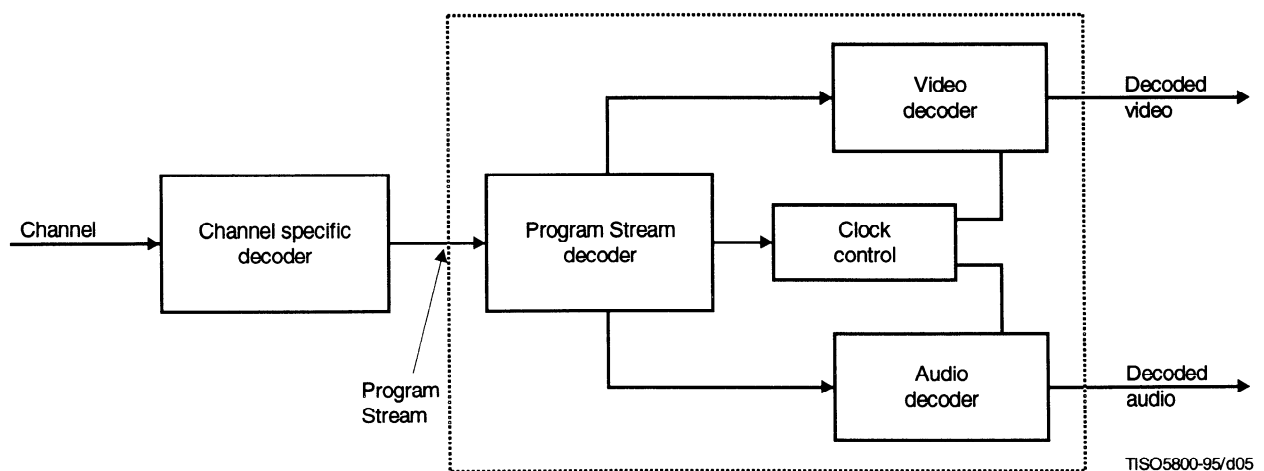 Video
decoder
Decoded
video
Channel
Channel specific
decoder
Program Stream
decoder
Clock
control
Program
Stream
Audio
decoder
Decoded
audio
TISO5800-95/d05